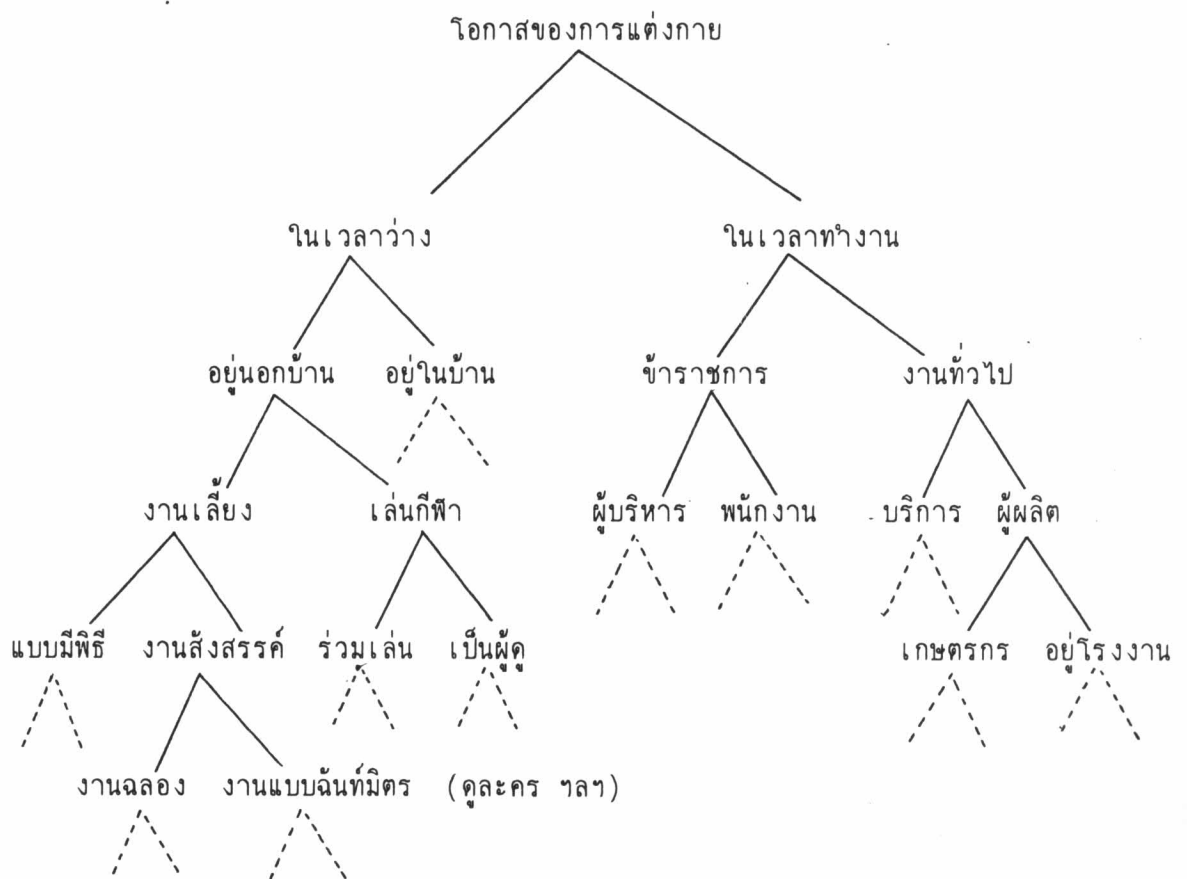 โอกาสของการแต่งกาย
ในเวลาว่าง ในเวลาทำงาน
อยู่นอกบ้าน อยู่ในบ้าน ข้าราชการ งานทั่วไป
งานเลี้ยง เล่นกีฬา ผู้บริหาร พนักงาน บริการ ผู้ผลิต
แบบมีพิธี งานสังสรรค์ ร่วมเล่น เป็นผู้ดู เกษตรกร อยู่โรงงาน
งานฉลอง งานแบบฉันท์มิตร (ดูละคร ฯลฯ)